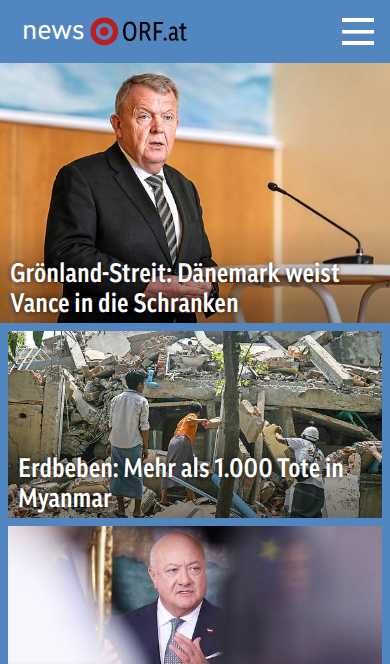 news ORF.at
Grönland-Streit: Dänemark weist
Vance in die Schranken
Erdbeben: Mehr als 1.000 Tote in
Myanmar